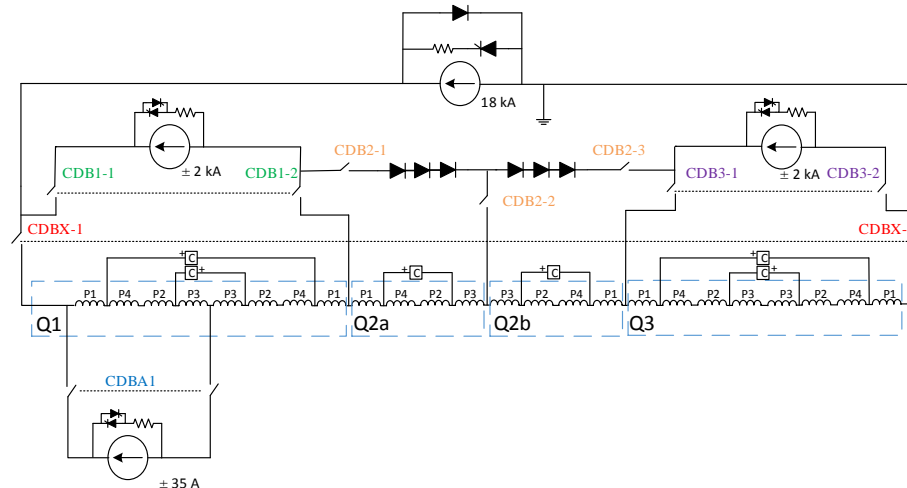 18 kA
CDB1-1
± 2 kA
CDB1-2
CDB2-1
CDB2-2
CDB2-3
CDB3-1
± 2 kA
CDB3-2
CDBX-1
CDBX-
+ C
C +
+ C
+ C
+ C
C +
P1 P4 P2 P3 P3 P2 P4 P1 P1 P4 P2 P3 P3 P2 P4 P1 P1 P4 P2 P3 P3 P2 P4 P1
Q1 Q2a Q2b Q3
CDBA1
± 35 A